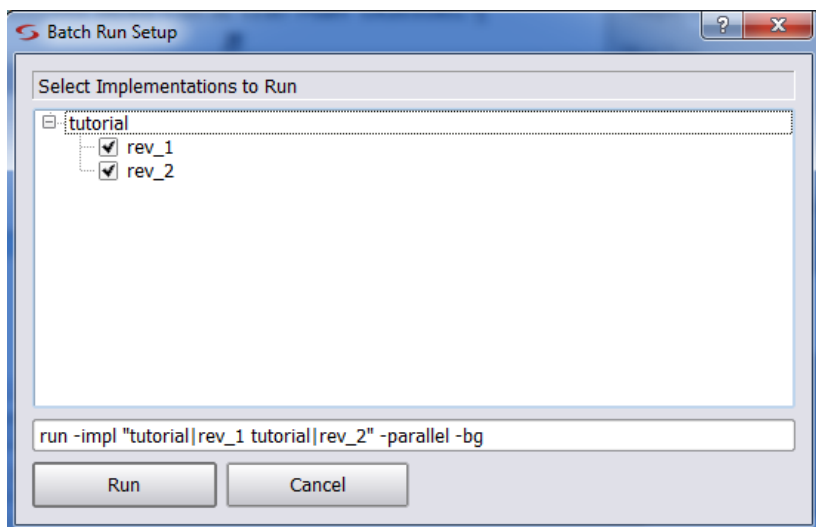 Batch Run Setup
Select Implementations to Run
tutorial
rev_1
rev_2
run -impl "tutorial|rev_1 tutorial|rev_2" -parallel -bg
Run Cancel